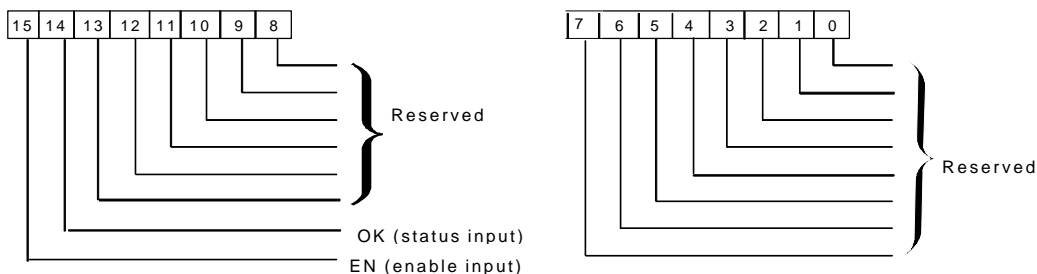 15 14 13 12 11 10 9 8
7 6 5 4 3 2 1 0
Reserved
Reserved
OK (status input)
EN (enable input)